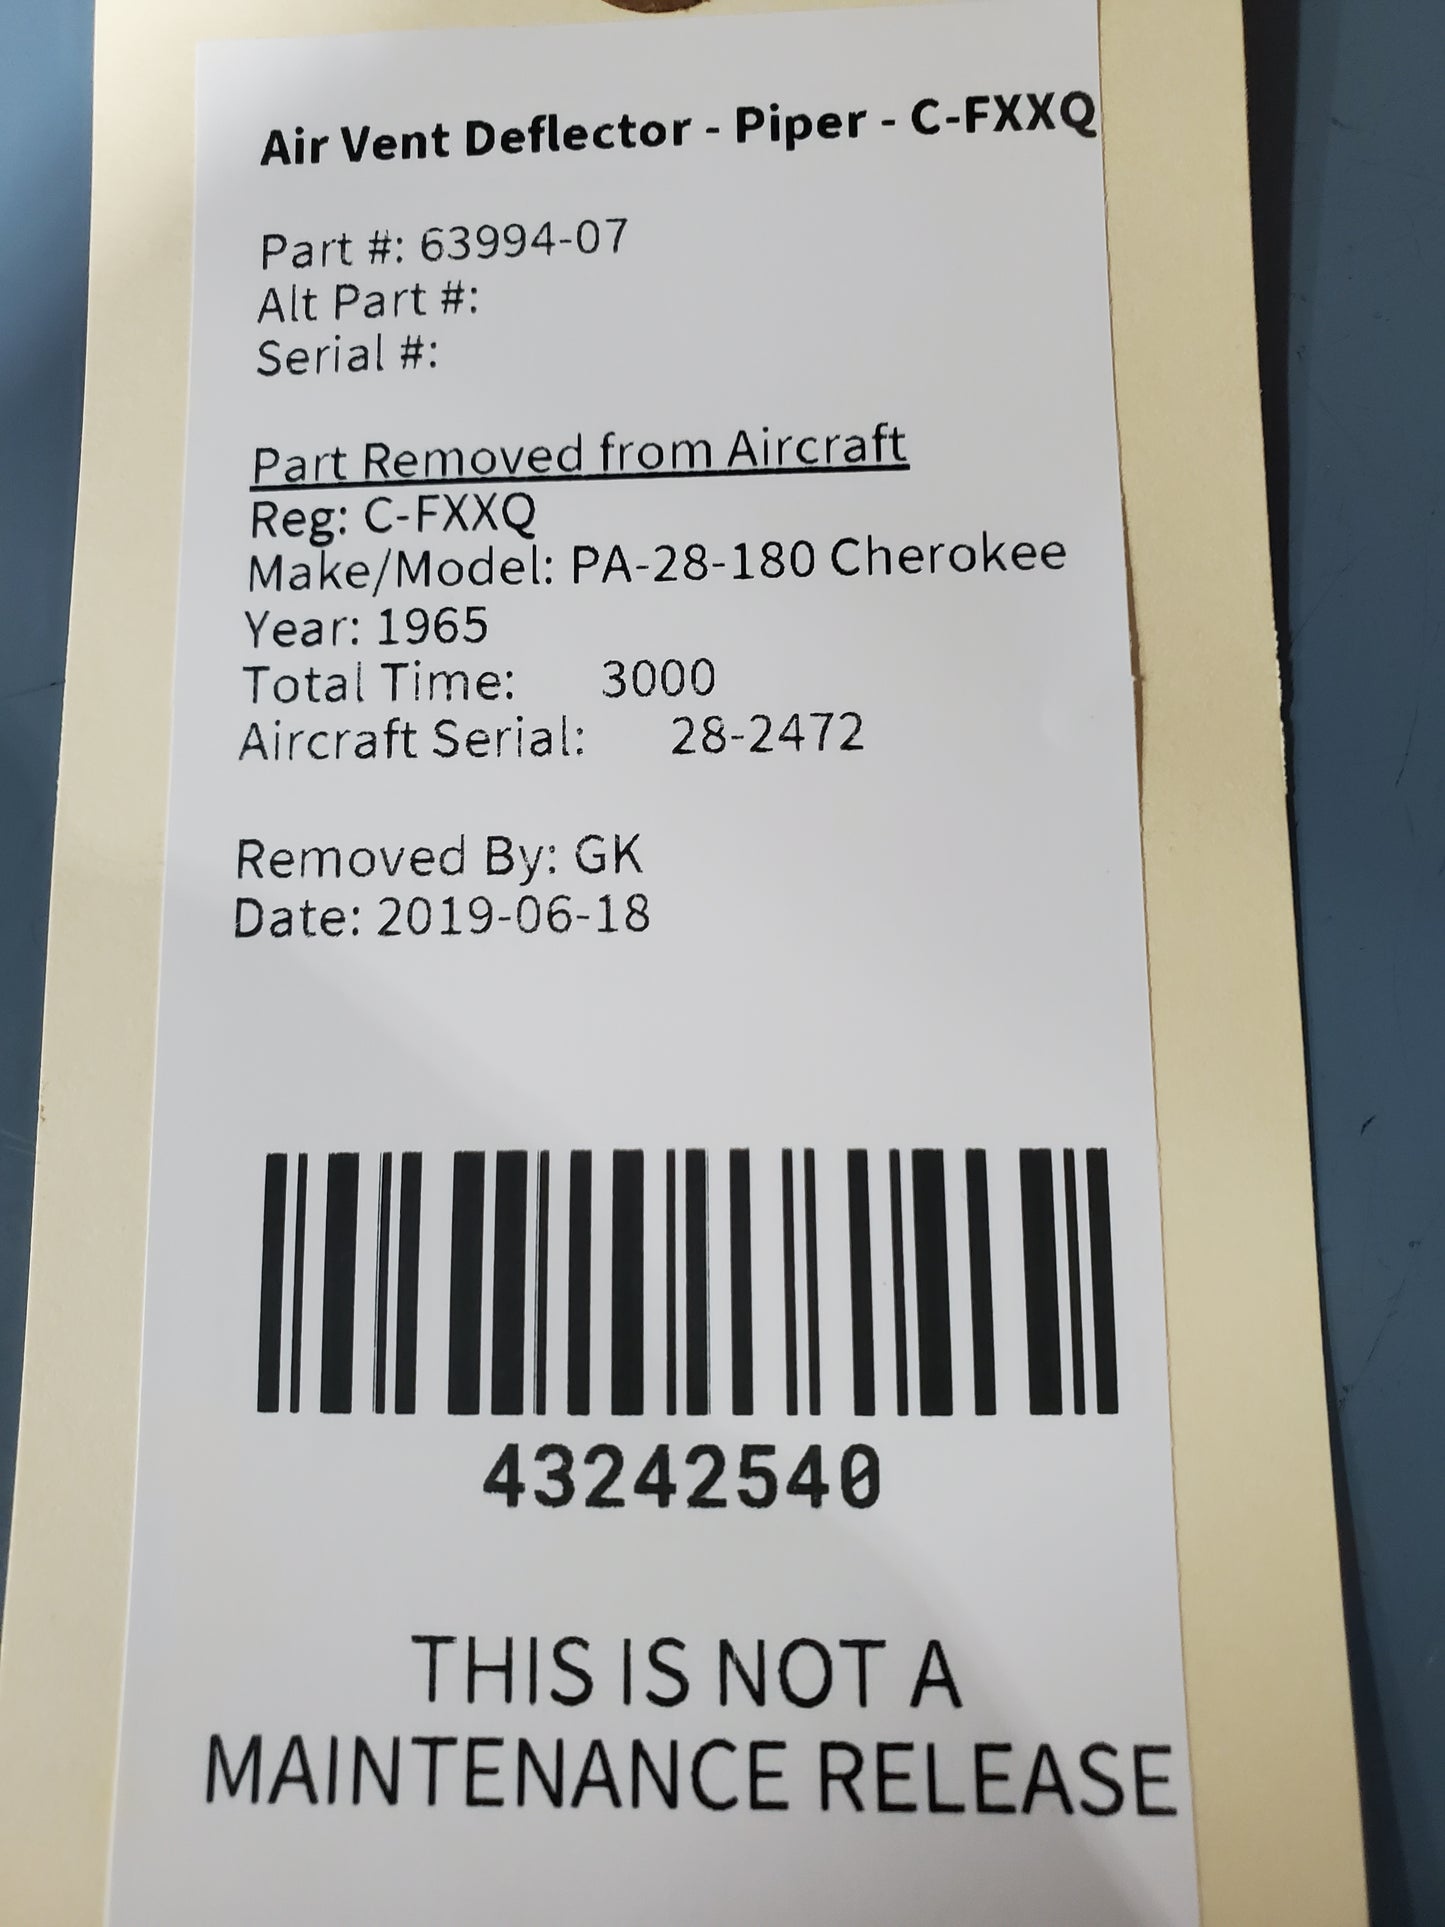 Air Vent Deflector - Piper - C-FXXQ
Part #: 63994-07
Alt Part #:
Serial #:
Part Removed from Aircraft
Reg: C-FXXQ
Make/Model: PA-28-180 Cherokee
Year: 1965
Total Time: 3000
Aircraft Serial: 28-2472
Removed By: GK
Date: 2019-06-18
43242540
THIS IS NOT A
MAINTENANCE RELEASE